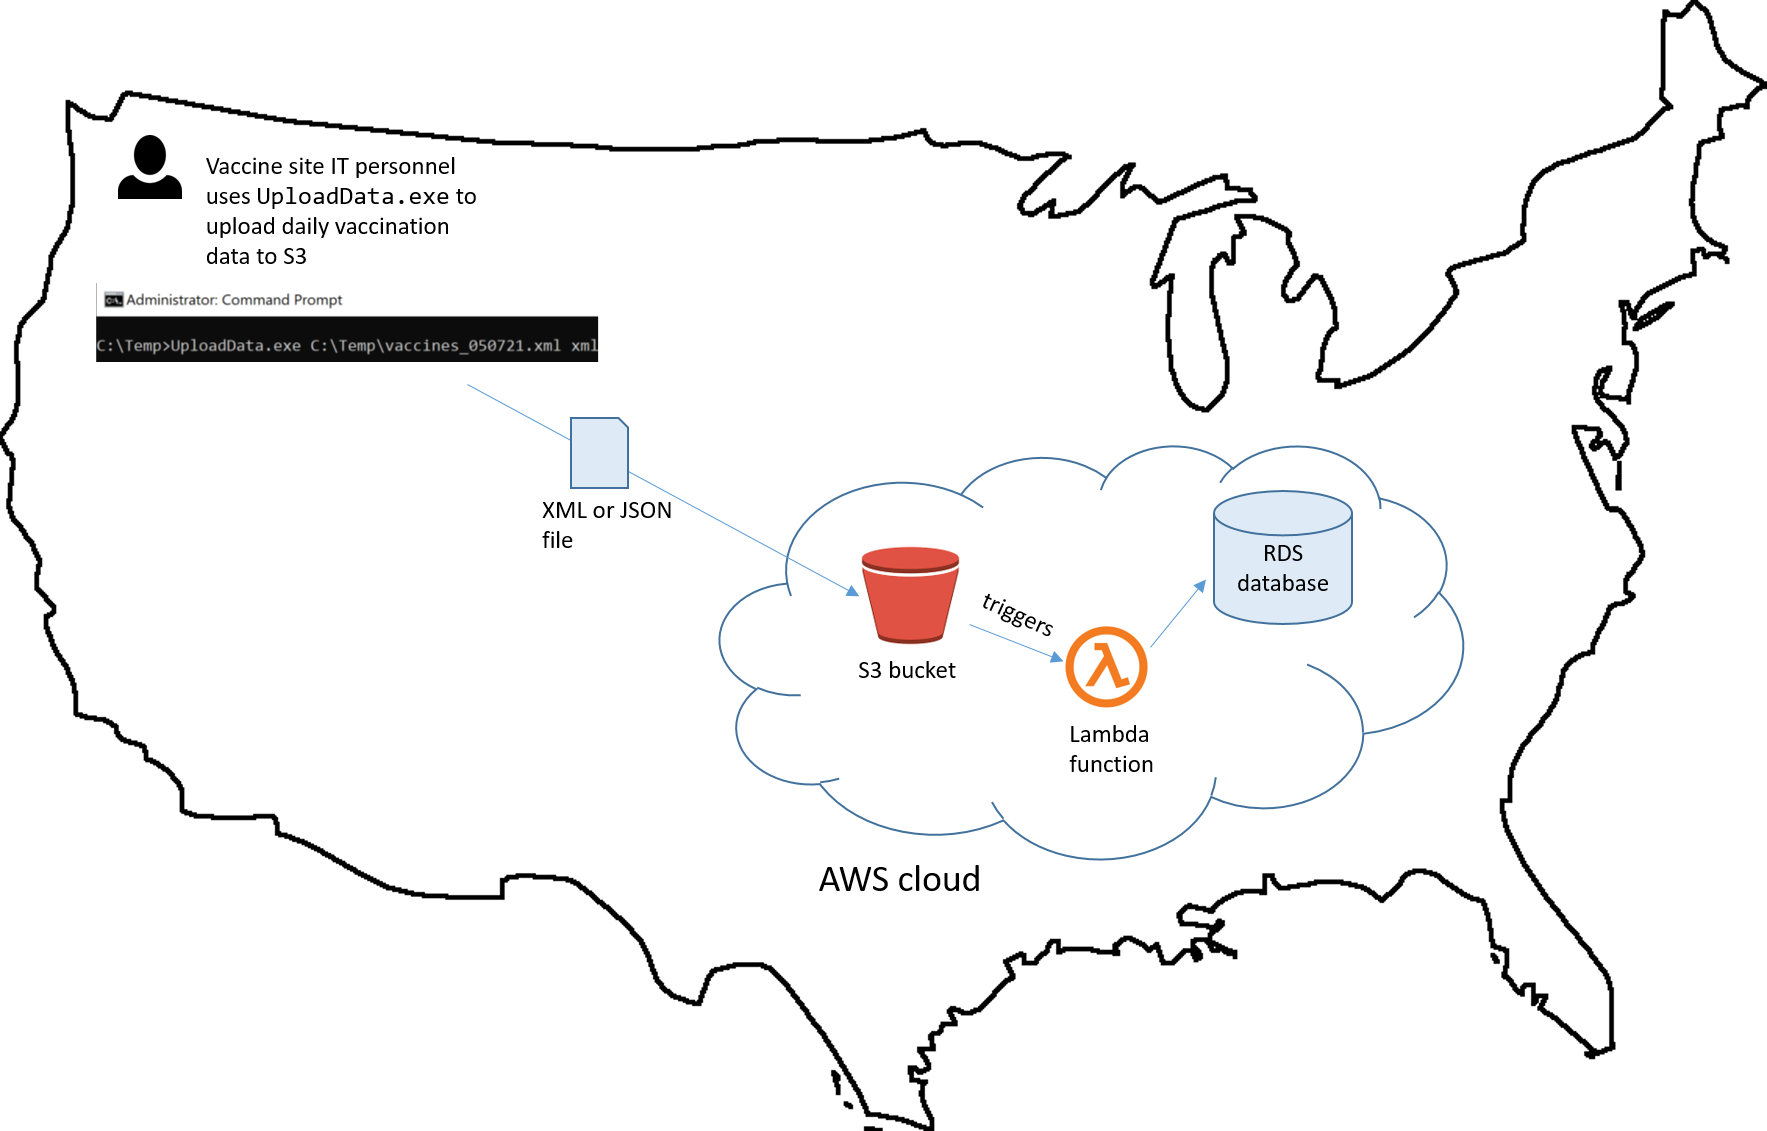 Vaccine site IT personnel
uses UploadData.exe to
upload daily vaccination
data to S3
Administrator: Command Prompt
C:\Temp>UploadData.exe C:\Temp\vaccines_050721.xml xml
XML or JSON
file
S3 bucket
triggers
Lambda
function
RDS
database
AWS cloud